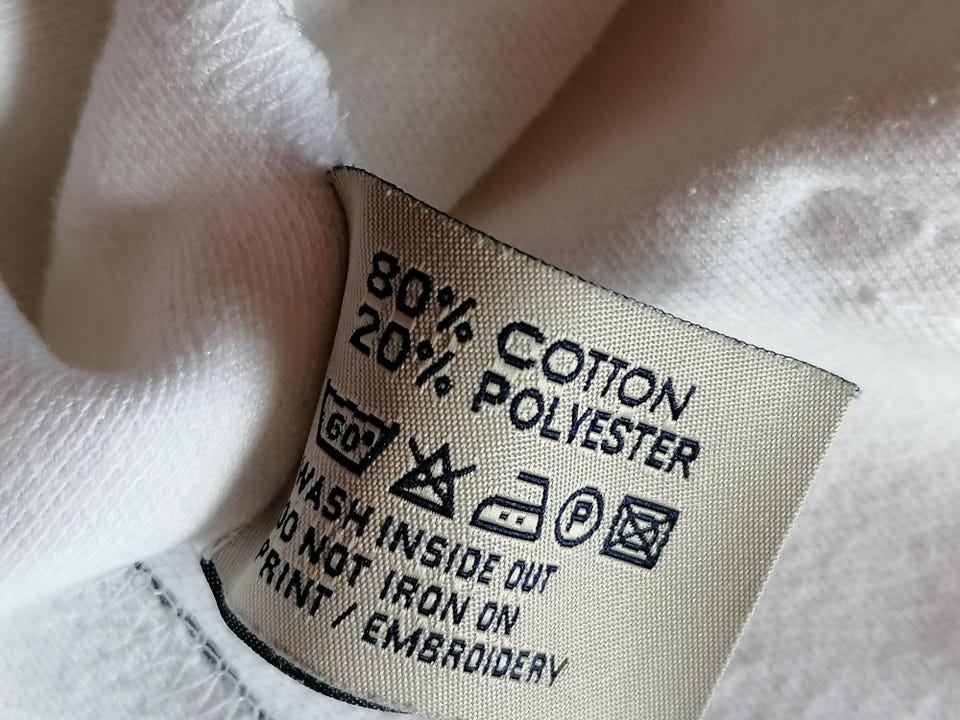 80% COTTON
20% POLYESTER
60° P
WASH INSIDE OUT
DO NOT IRON ON
PRINT / EMBROIDERY